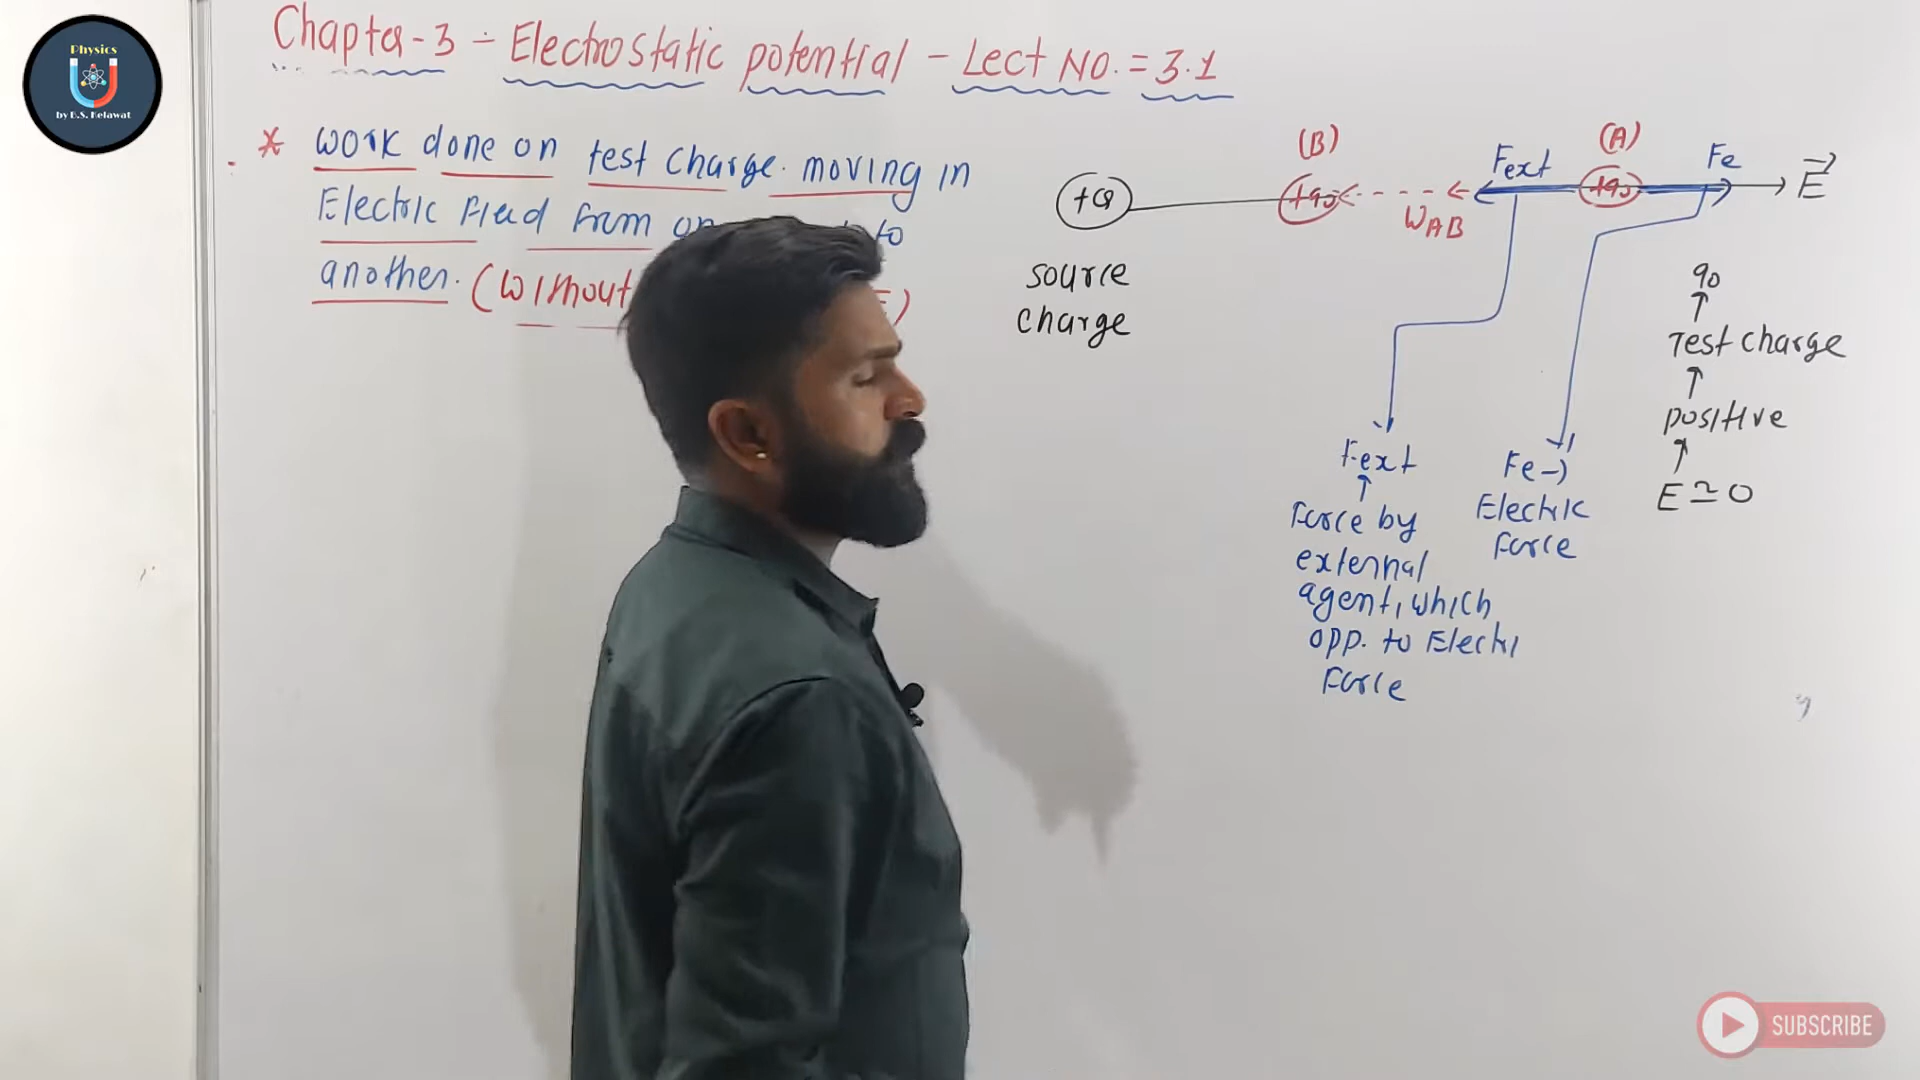 Physics
by B.S. Kelawat
Chapter-3 - Electrostatic potential - Lect No. = 3.1
* work done on test charge moving in
Electric Field from to
another. (Without )
(B)
(A)
Fext
Fe
E
+Q
+q0
+q0
WAB
source
charge
q0
↑
Test charge
↑
positive
↑
E ≃ 0
Fext
↑
Force by
external
agent, which
opp. to Electri
Force
Fe→
Electric
Force
SUBSCRIBE